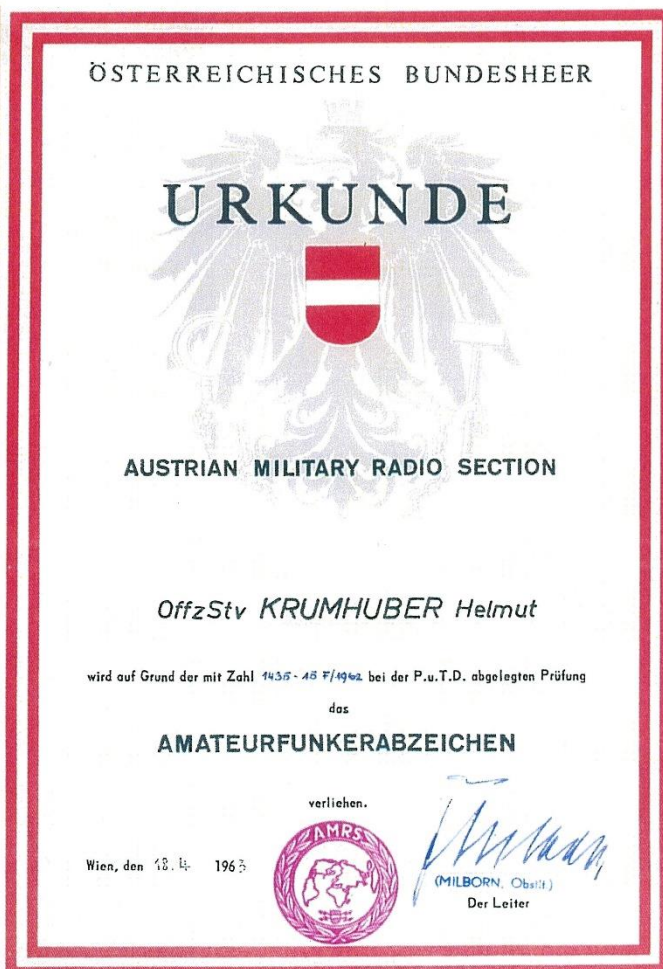 ÖSTERREICHISCHES BUNDESHEER
URKUNDE
AUSTRIAN MILITARY RADIO SECTION
OffzStv KRUMHUBER Helmut
wird auf Grund der mit Zahl 1435-15 F/1962 bei der P.u.T.D. abgelegten Prüfung
das
AMATEURFUNKERABZEICHEN
verliehen.
AMRS
Wien, den 18. 4. 1963
(MILBORN, Obstlt.)
Der Leiter